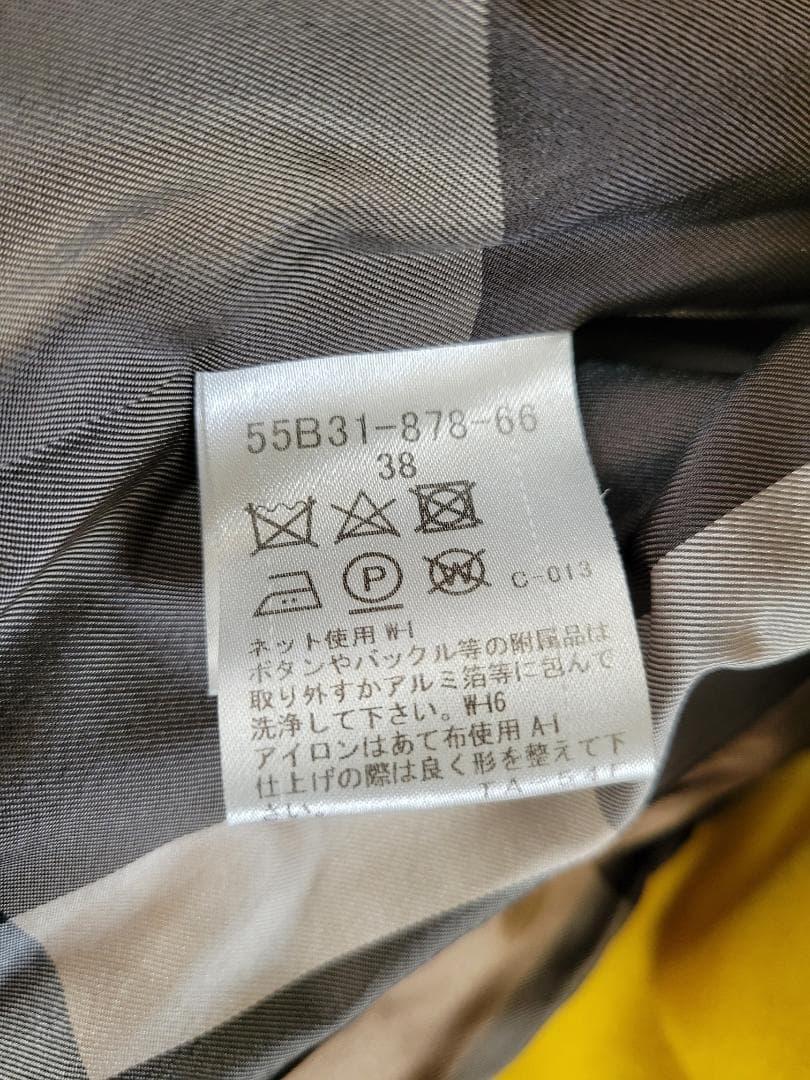 55B31-878-66
38
P W C-013
ネット使用 W-1
ボタンやバックル等の附属品は
取り外すかアルミ箔等に包んで
洗浄して下さい。W-16
アイロンはあて布使用 A-1
仕上げの際は良く形を整えて下
さい。